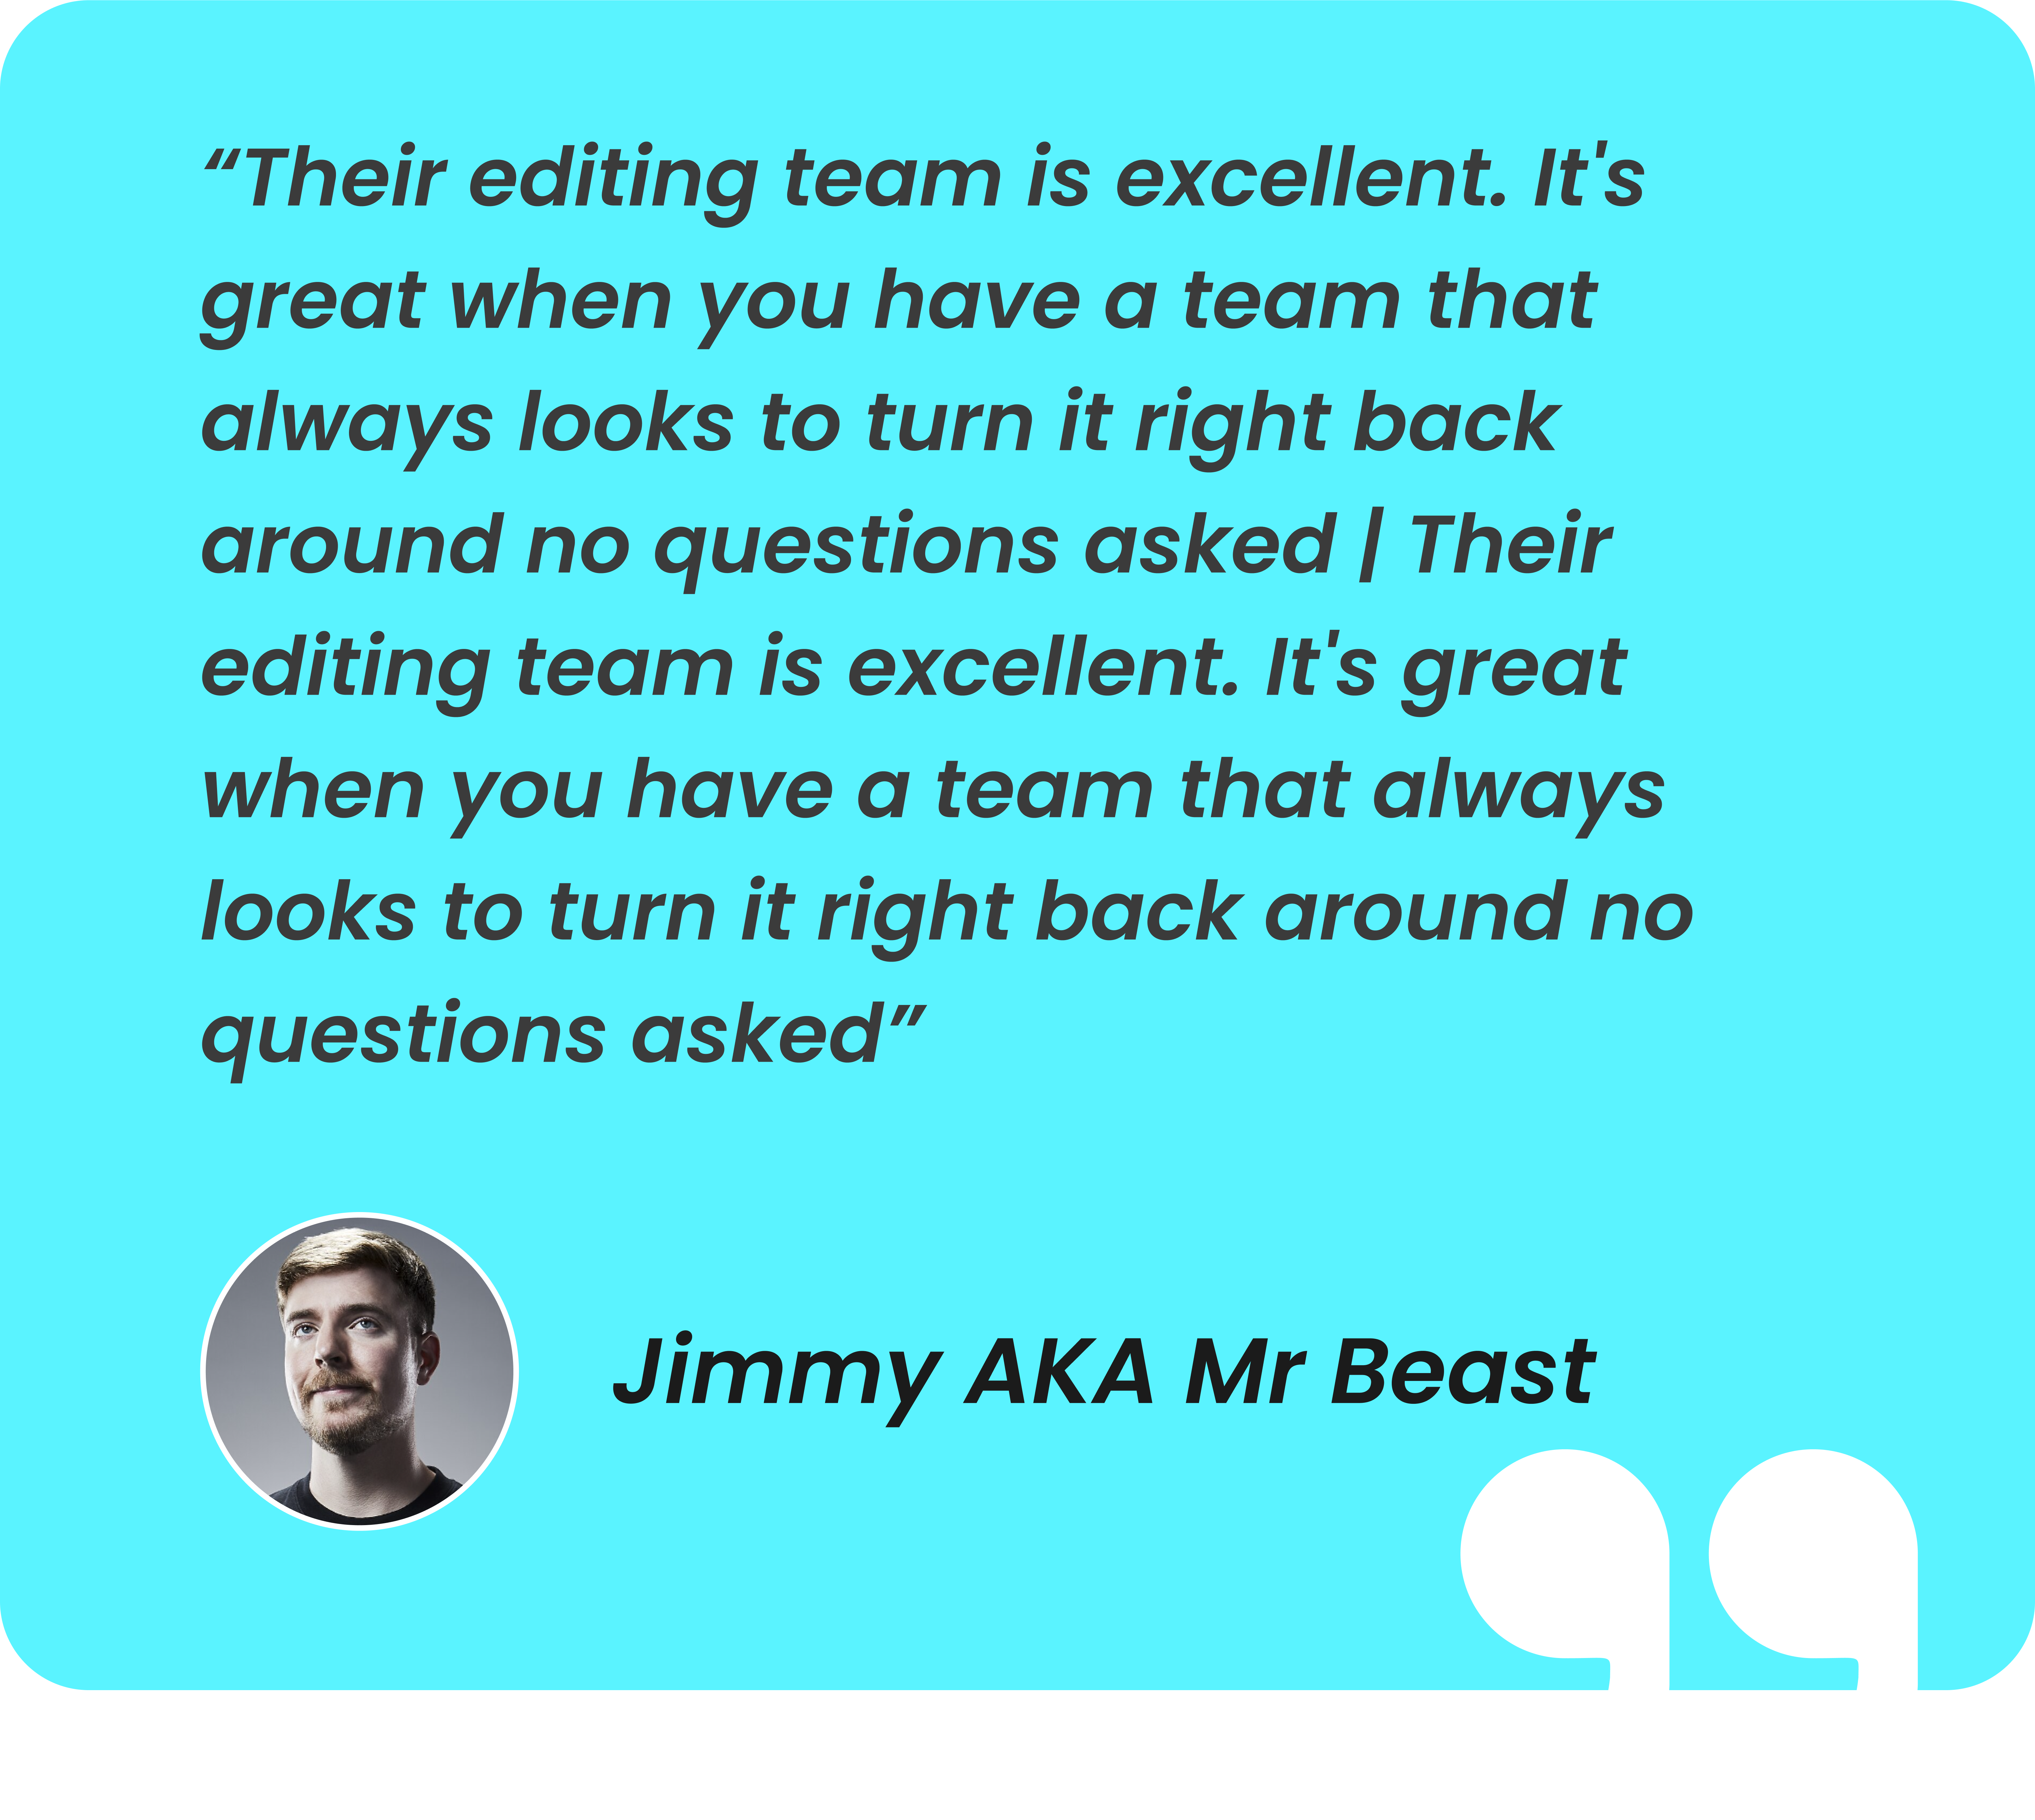 “Their editing team is excellent. It's
great when you have a team that
always looks to turn it right back
around no questions asked | Their
editing team is excellent. It's great
when you have a team that always
looks to turn it right back around no
questions asked”
Jimmy AKA Mr Beast